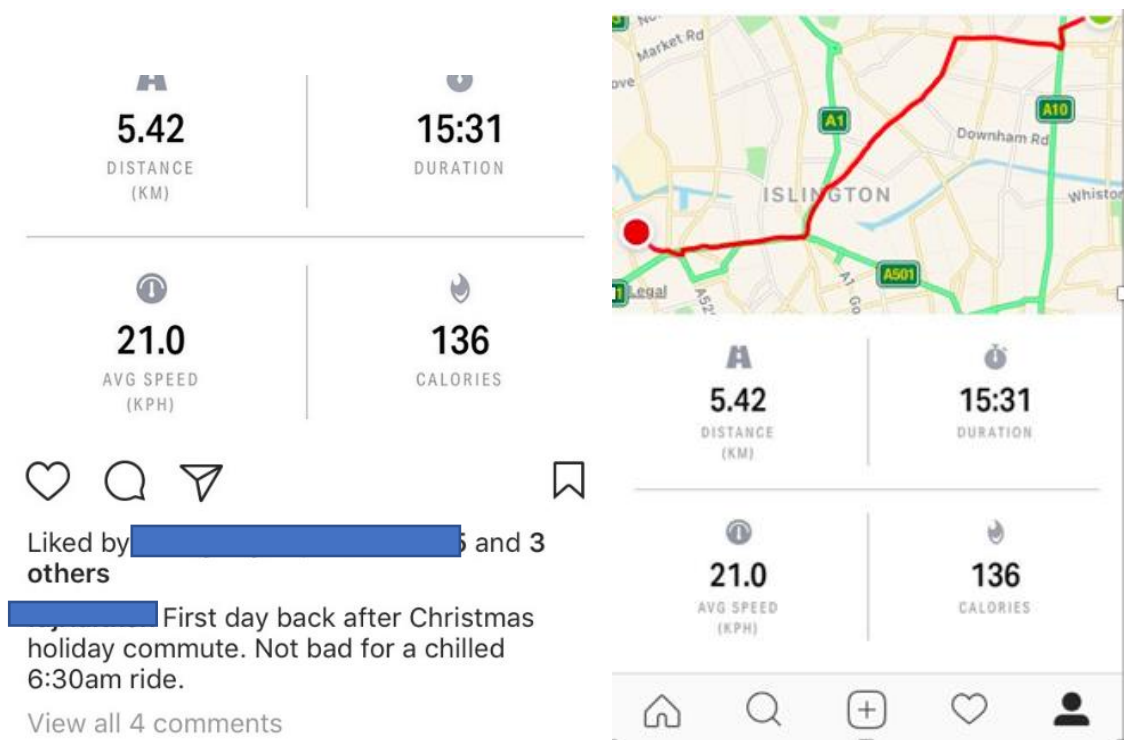 5.42
15:31
DISTANCE
(KM)
DURATION
21.0
136
AVG SPEED
(KPH)
CALORIES
Liked by and 3
others
First day back after Christmas
holiday commute. Not bad for a chilled
6:30am ride.
View all 4 comments
Market Rd
A1
A10
Downham Rd
ISLINGTON
Whiston
A501
A1
Legal
5.42
15:31
DISTANCE
(KM)
DURATION
21.0
136
AVG SPEED
(KPH)
CALORIES